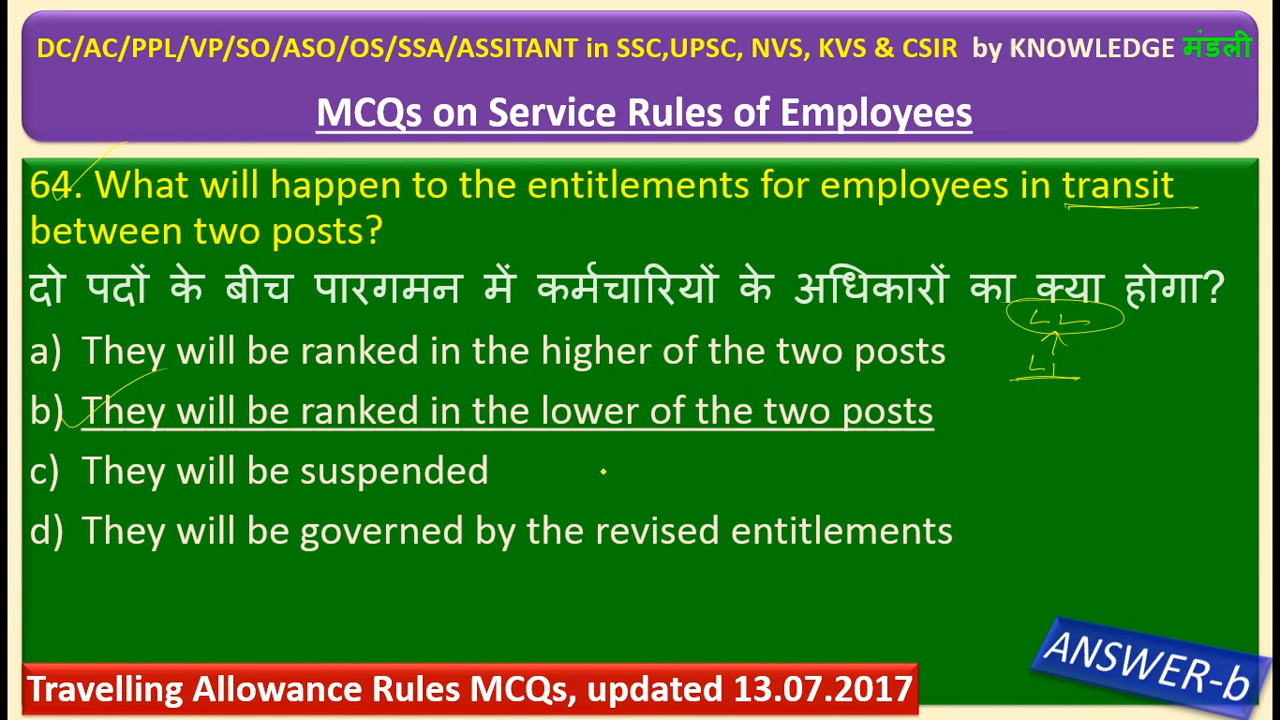 DC/AC/PPL/VP/SO/ASO/OS/SSA/ASSITANT in SSC,UPSC, NVS, KVS & CSIR by KNOWLEDGE मंडली
MCQs on Service Rules of Employees
64. What will happen to the entitlements for employees in transit
between two posts?
दो पदों के बीच पारगमन में कर्मचारियों के अधिकारों का क्या होगा?
a) They will be ranked in the higher of the two posts
b) They will be ranked in the lower of the two posts
c) They will be suspended
d) They will be governed by the revised entitlements
ANSWER-b
Travelling Allowance Rules MCQs, updated 13.07.2017